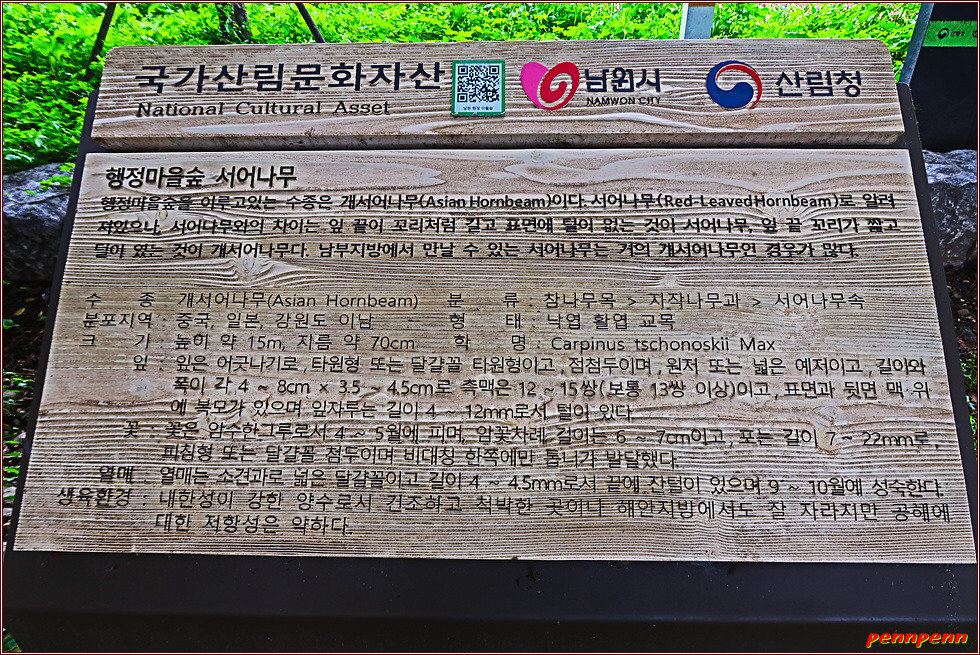 국가산림문화자산
National Cultural Asset
남원시
NAMWON CITY
산림청
행정마을숲 서어나무
행정마을숲을 이루고있는 수종은 개서어나무(Asian Hornbeam)이다. 서어나무(Red-Leaved Hornbeam)로 알려
져있으나, 서어나무와의 차이는 잎 끝이 꼬리처럼 길고 표면에 털이 없는 것이 서어나무, 잎 끝 꼬리가 짧고
털이 있는 것이 개서어나무다. 남부지방에서 만날 수 있는 서어나무는 거의 개서어나무인 경우가 많다.
수 종 : 개서어나무(Asian Hornbeam) 분 류 : 참나무목 > 자작나무과 > 서어나무속
분포지역 : 중국, 일본, 강원도 이남 형 태 : 낙엽 활엽 교목
크 기 : 높이 약 15m, 지름 약 70cm 학 명 : Carpinus tschonoskii Max
잎 : 잎은 어긋나기로, 타원형 또는 달걀꼴 타원형이고, 점첨두이며, 원저 또는 넓은 예저이고, 길이와
폭이 각 4 ~ 8cm × 3.5 ~ 4.5cm로 측맥은 12 ~ 15쌍(보통 13쌍 이상)이고, 표면과 뒷면 맥 위
에 복모가 있으며 잎자루는 길이 4 ~ 12mm로서 털이 있다.
꽃 : 꽃은 암수한그루로서 4 ~ 5월에 피며, 암꽃차례 길이는 6 ~ 7cm이고, 포는 길이 7 ~ 22mm로,
피침형 또는 달걀꼴 첨두이며 비대칭 한쪽에만 톱니가 발달했다.
열매 : 열매는 소견과로 넓은 달걀꼴이고 길이 4 ~ 4.5mm로서 끝에 잔털이 있으며 9 ~ 10월에 성숙한다.
생육환경 : 내한성이 강한 양수로서 건조하고 척박한 곳이나 해안지방에서도 잘 자라지만 공해에
대한 저항성은 약하다.
pennpenn